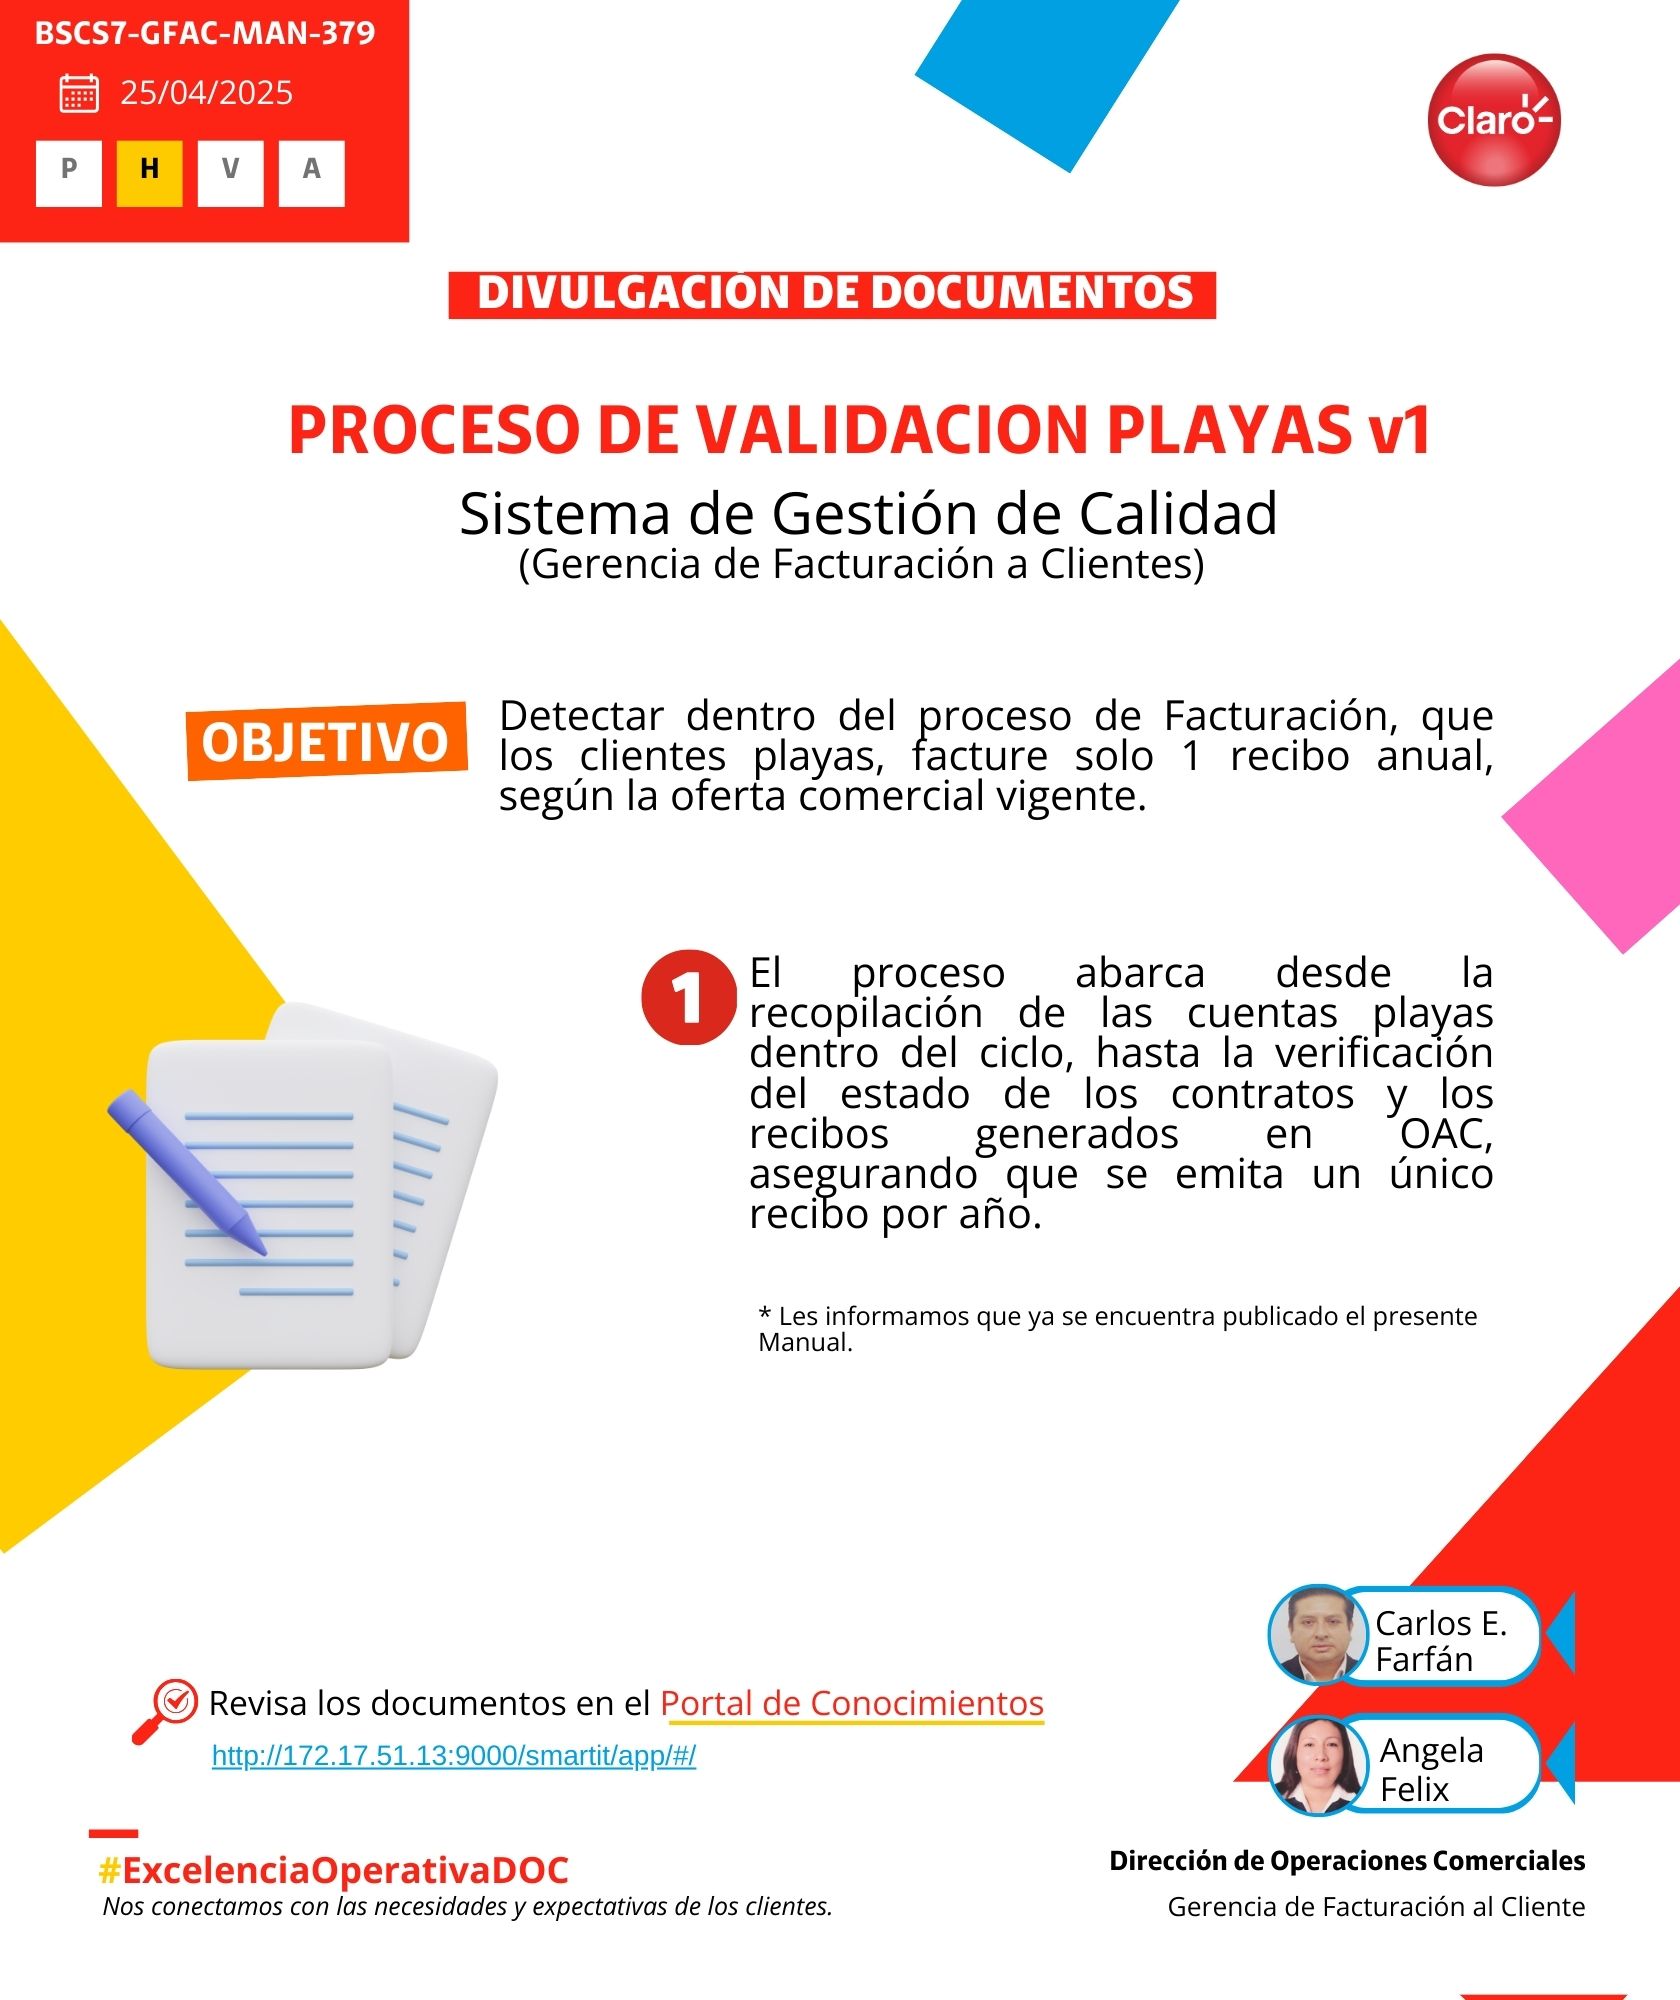 BSCS7-GFAC-MAN-379
25/04/2025
P H V A
Claro
DIVULGACIÓN DE DOCUMENTOS
PROCESO DE VALIDACION PLAYAS v1
Sistema de Gestión de Calidad
(Gerencia de Facturación a Clientes)
OBJETIVO
Detectar dentro del proceso de Facturación, que
los clientes playas, facture solo 1 recibo anual,
según la oferta comercial vigente.
1
El proceso abarca desde la
recopilación de las cuentas playas
dentro del ciclo, hasta la verificación
del estado de los contratos y los
recibos generados en OAC,
asegurando que se emita un único
recibo por año.
* Les informamos que ya se encuentra publicado el presente
Manual.
Carlos E.
Farfán
Revisa los documentos en el Portal de Conocimientos
http://172.17.51.13:9000/smartit/app/#/
Angela
Felix
#ExcelenciaOperativaDOC
Nos conectamos con las necesidades y expectativas de los clientes.
Dirección de Operaciones Comerciales
Gerencia de Facturación al Cliente